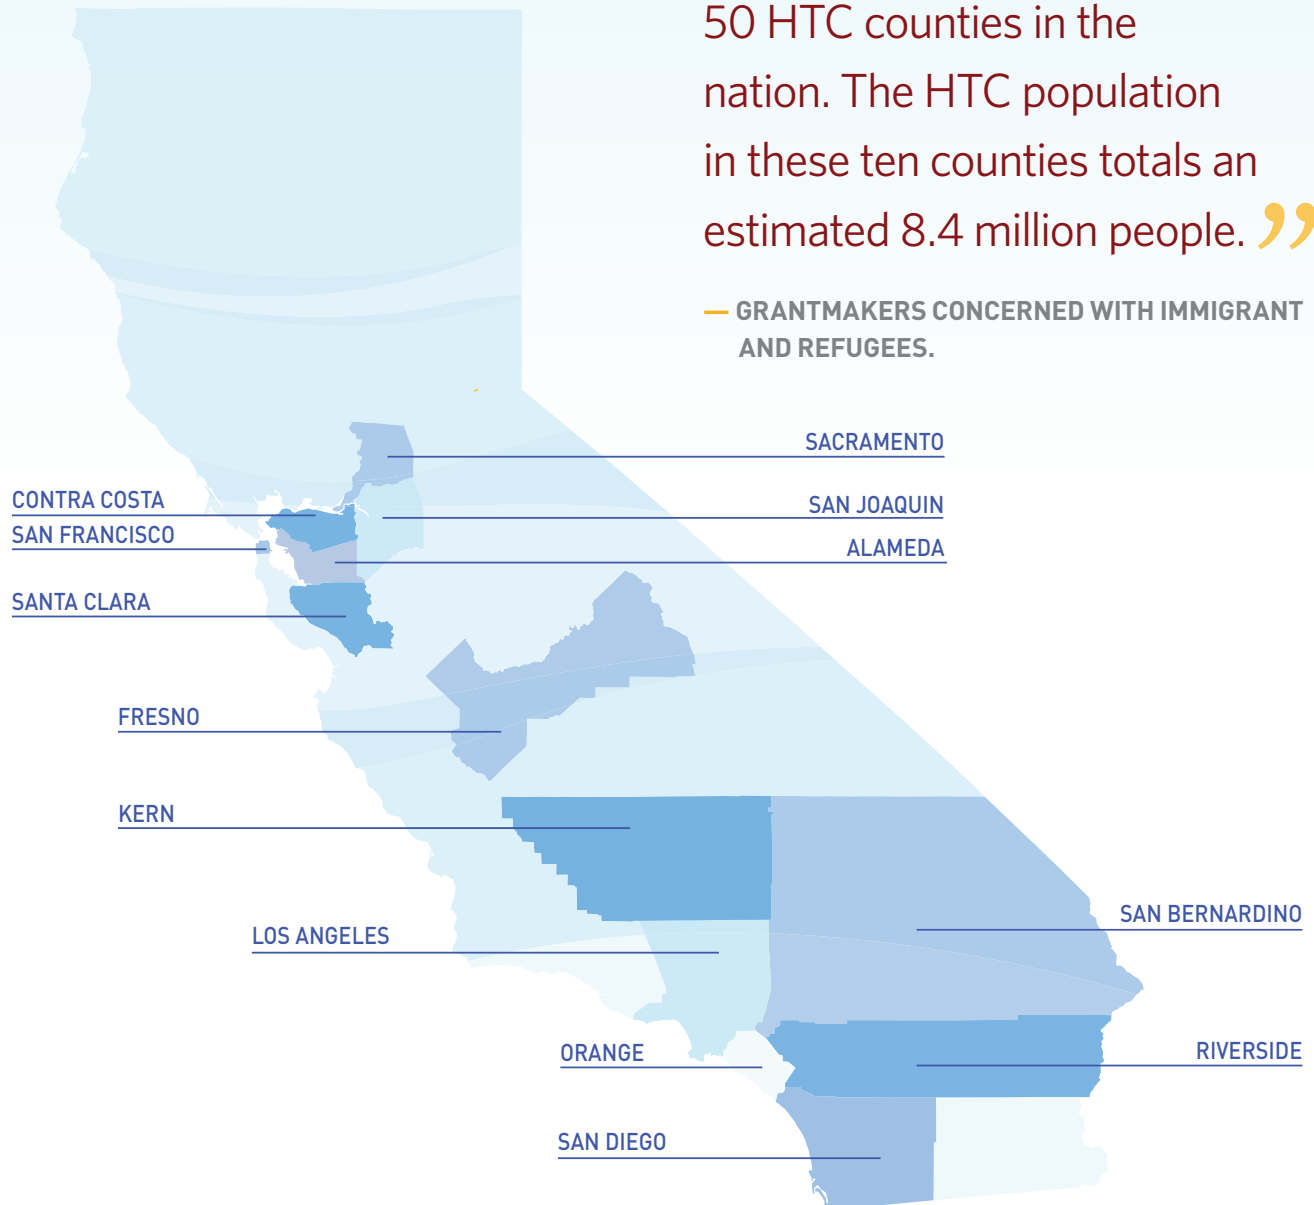 50 HTC counties in the
nation. The HTC population
in these ten counties totals an
estimated 8.4 million people. ”
— GRANTMAKERS CONCERNED WITH IMMIGRANT
AND REFUGEES.
SACRAMENTO
CONTRA COSTA
SAN JOAQUIN
SAN FRANCISCO
ALAMEDA
SANTA CLARA
FRESNO
KERN
SAN BERNARDINO
LOS ANGELES
ORANGE
RIVERSIDE
SAN DIEGO